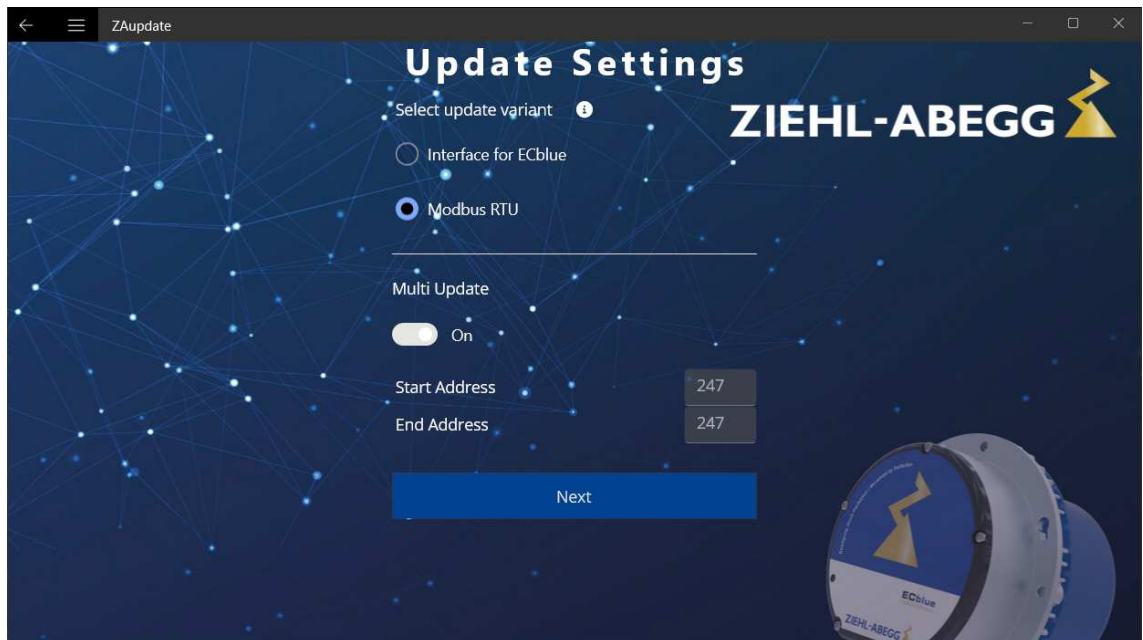 ZAupdate
Update Settings
Select update variant
ZIEHL-ABEGG
Interface for ECblue
Modbus RTU
Multi Update
On
Start Address 247
End Address 247
Next
ECblue
ZIEHL-ABEGG